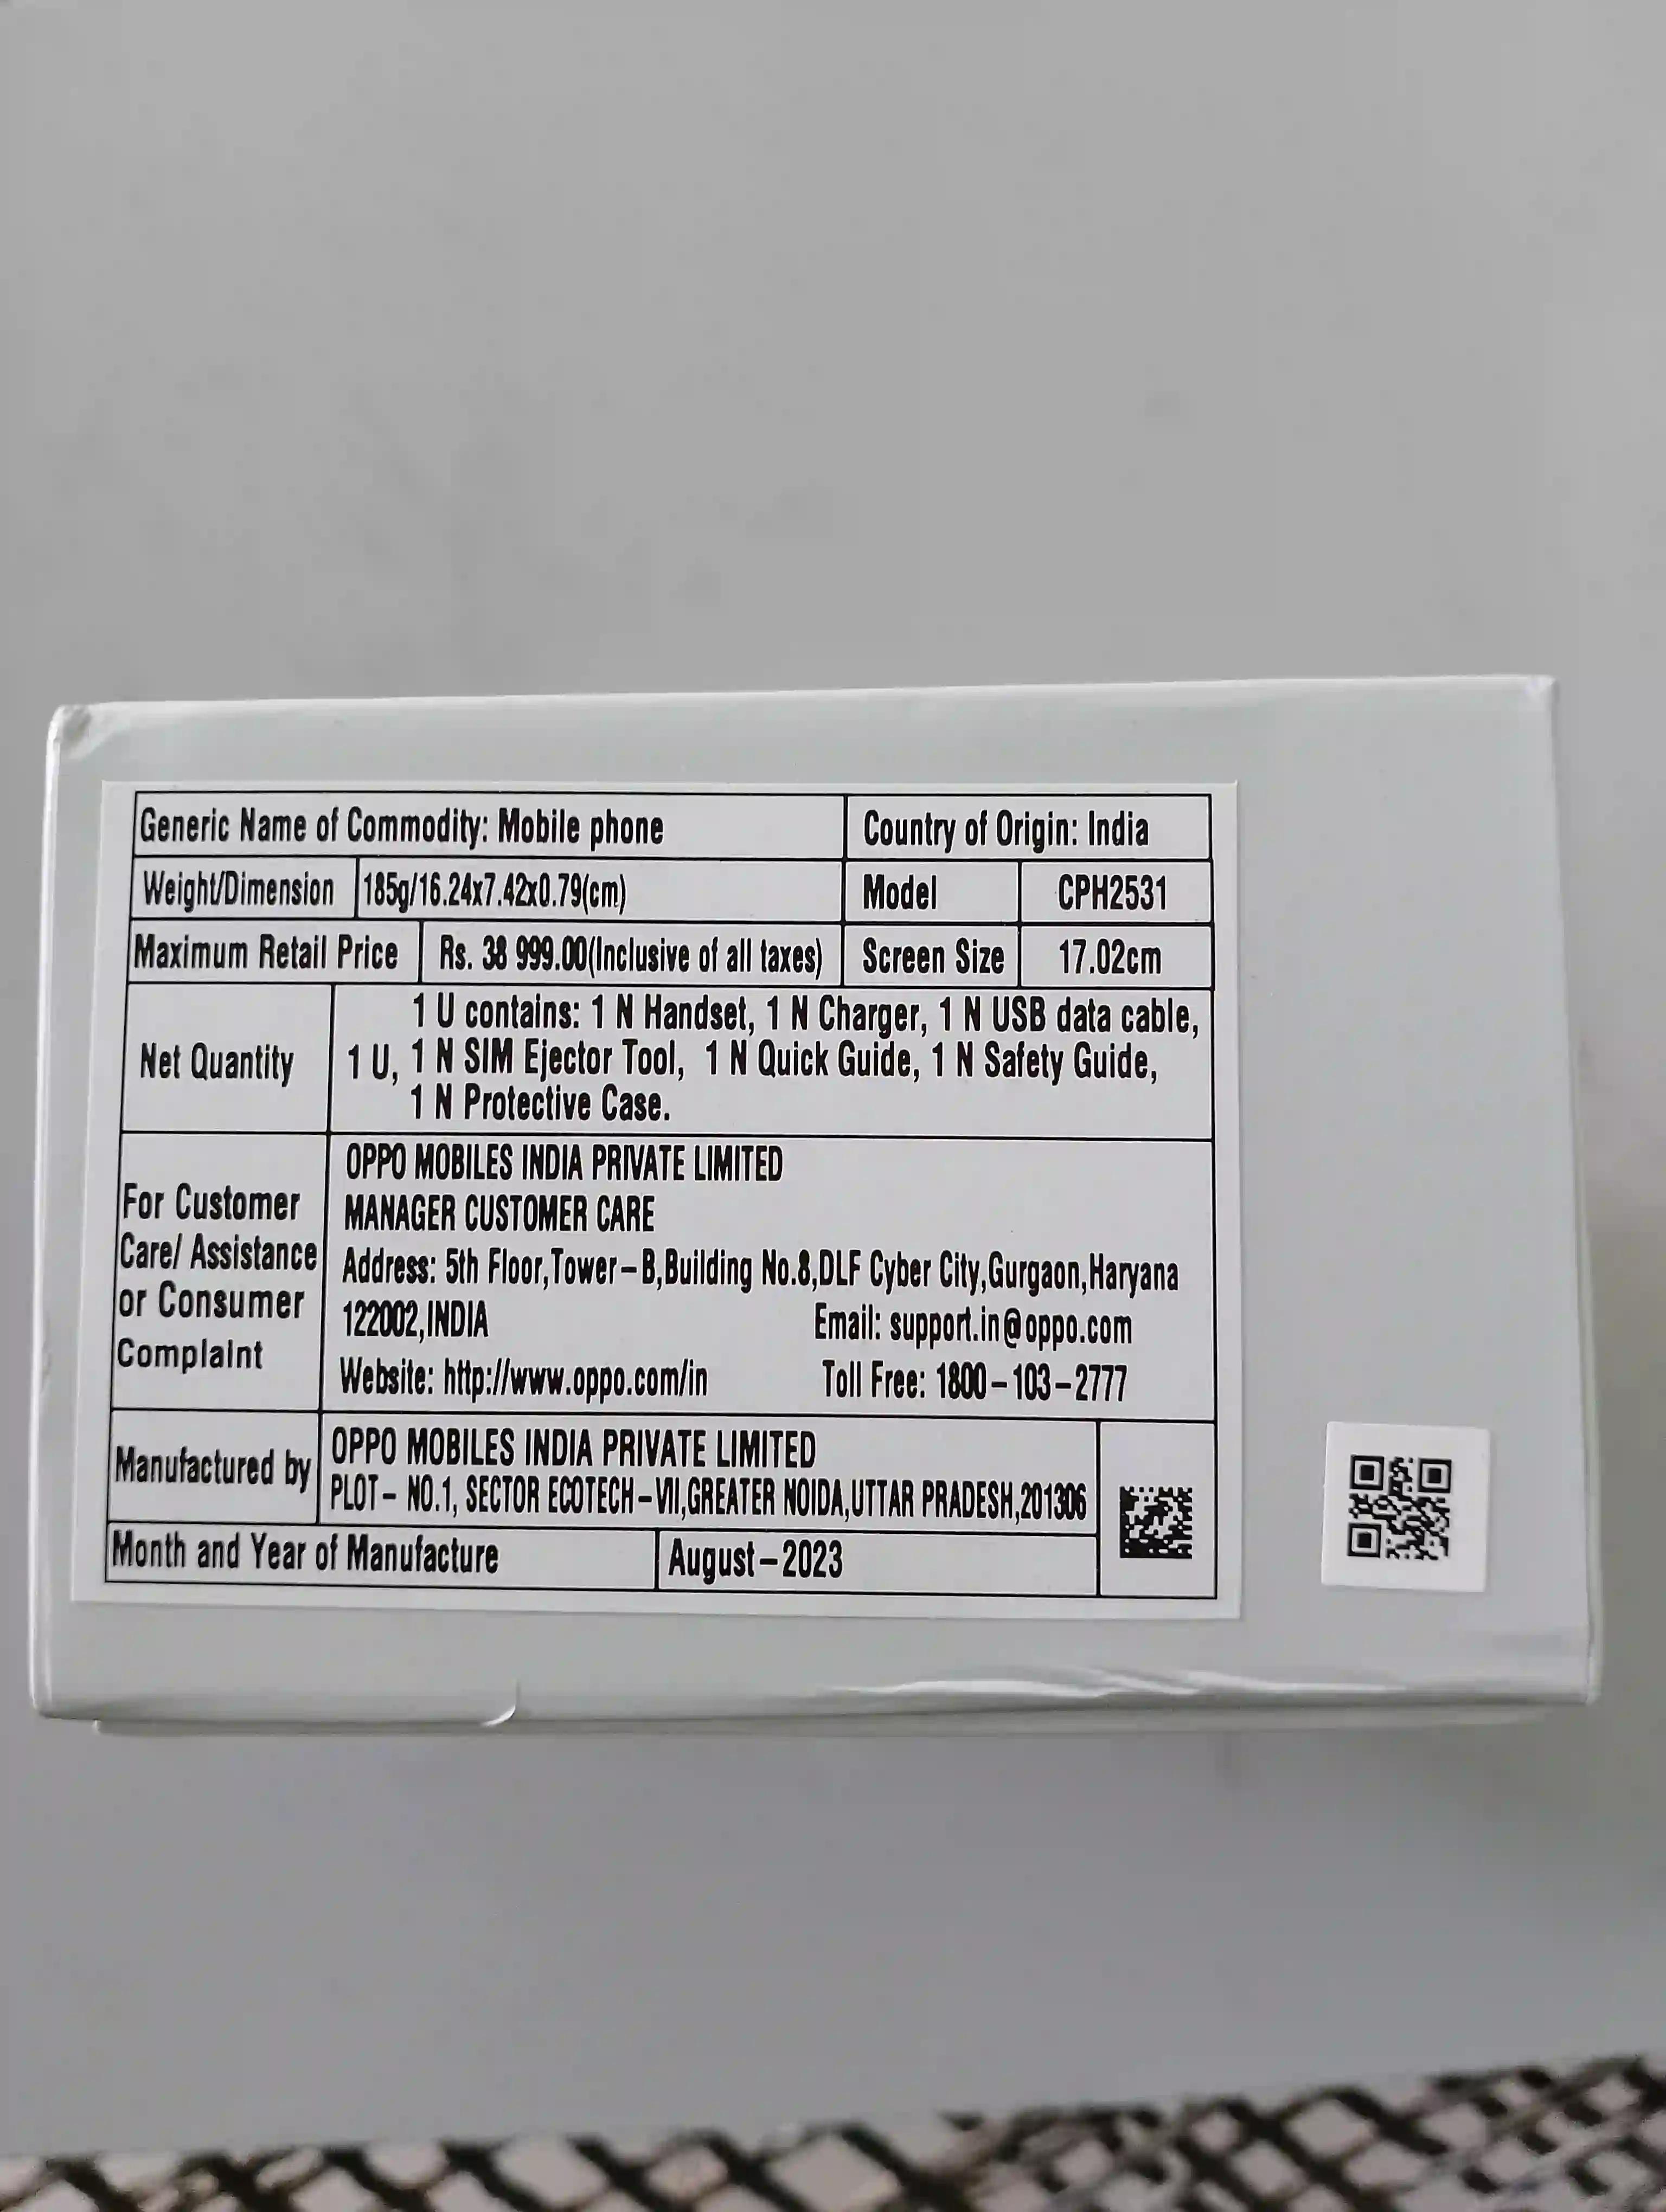 Generic Name of Commodity: Mobile phone
Country of Origin: India
Weight/Dimension
185g/16.24x7.42x0.79(cm)
Model
CPH2531
Maximum Retail Price
Rs. 38 999.00(Inclusive of all taxes)
Screen Size
17.02cm
Net Quantity
1 U,
1 U contains: 1 N Handset, 1 N Charger, 1 N USB data cable,
1 N SIM Ejector Tool, 1 N Quick Guide, 1 N Safety Guide,
1 N Protective Case.
For Customer
Care/ Assistance
or Consumer
Complaint
OPPO MOBILES INDIA PRIVATE LIMITED
MANAGER CUSTOMER CARE
Address: 5th Floor,Tower-B,Building No.8,DLF Cyber City,Gurgaon,Haryana
122002,INDIA
Email: support.in@oppo.com
Website: http://www.oppo.com/in
Toll Free: 1800-103-2777
Manufactured by
OPPO MOBILES INDIA PRIVATE LIMITED
PLOT- NO.1, SECTOR ECOTECH-VII,GREATER NOIDA,UTTAR PRADESH,201306
Month and Year of Manufacture
August-2023